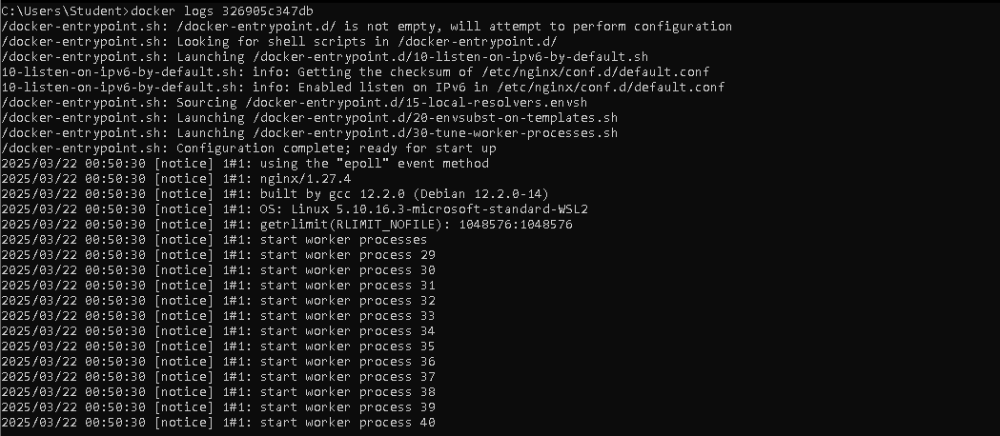 C:\Users\Student>docker logs 326905c347db
/docker-entrypoint.sh: /docker-entrypoint.d/ is not empty, will attempt to perform configuration
/docker-entrypoint.sh: Looking for shell scripts in /docker-entrypoint.d/
/docker-entrypoint.sh: Launching /docker-entrypoint.d/10-listen-on-ipv6-by-default.sh
10-listen-on-ipv6-by-default.sh: info: Getting the checksum of /etc/nginx/conf.d/default.conf
10-listen-on-ipv6-by-default.sh: info: Enabled listen on IPv6 in /etc/nginx/conf.d/default.conf
/docker-entrypoint.sh: Sourcing /docker-entrypoint.d/15-local-resolvers.envsh
/docker-entrypoint.sh: Launching /docker-entrypoint.d/20-envsubst-on-templates.sh
/docker-entrypoint.sh: Launching /docker-entrypoint.d/30-tune-worker-processes.sh
/docker-entrypoint.sh: Configuration complete; ready for start up
2025/03/22 00:50:30 [notice] 1#1: using the "epoll" event method
2025/03/22 00:50:30 [notice] 1#1: nginx/1.27.4
2025/03/22 00:50:30 [notice] 1#1: built by gcc 12.2.0 (Debian 12.2.0-14)
2025/03/22 00:50:30 [notice] 1#1: OS: Linux 5.10.16.3-microsoft-standard-WSL2
2025/03/22 00:50:30 [notice] 1#1: getrlimit(RLIMIT_NOFILE): 1048576:1048576
2025/03/22 00:50:30 [notice] 1#1: start worker processes
2025/03/22 00:50:30 [notice] 1#1: start worker process 29
2025/03/22 00:50:30 [notice] 1#1: start worker process 30
2025/03/22 00:50:30 [notice] 1#1: start worker process 31
2025/03/22 00:50:30 [notice] 1#1: start worker process 32
2025/03/22 00:50:30 [notice] 1#1: start worker process 33
2025/03/22 00:50:30 [notice] 1#1: start worker process 34
2025/03/22 00:50:30 [notice] 1#1: start worker process 35
2025/03/22 00:50:30 [notice] 1#1: start worker process 36
2025/03/22 00:50:30 [notice] 1#1: start worker process 37
2025/03/22 00:50:30 [notice] 1#1: start worker process 38
2025/03/22 00:50:30 [notice] 1#1: start worker process 39
2025/03/22 00:50:30 [notice] 1#1: start worker process 40